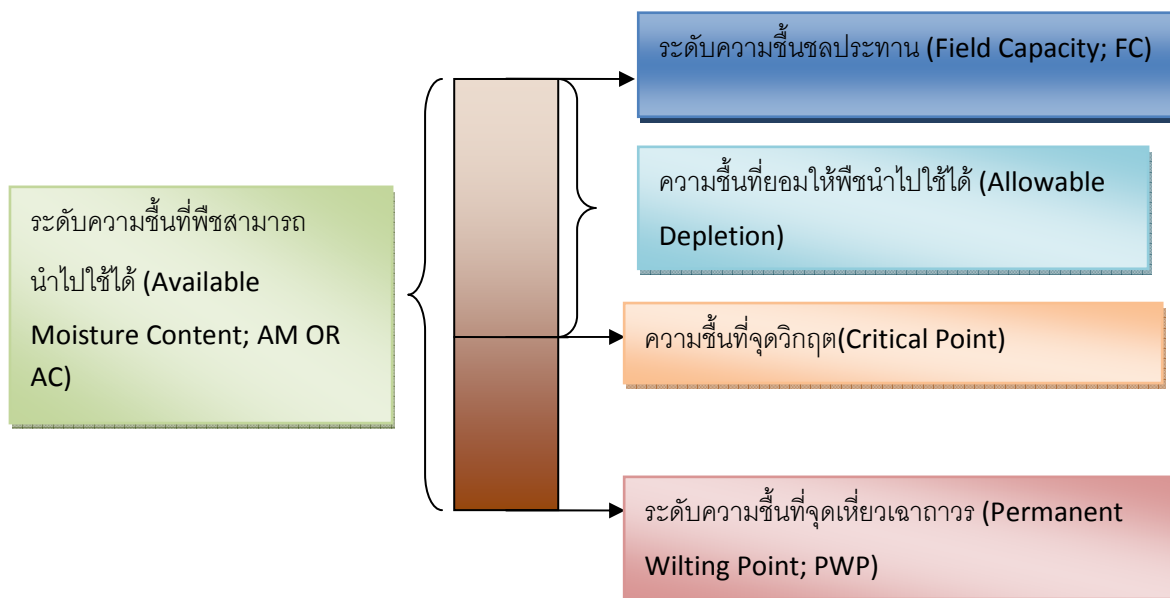 ระดับความชื้นชลประทาน (Field Capacity; FC)
ความชื้นที่ยอมให้พืชนำไปใช้ได้ (Allowable
Depletion)
ระดับความชื้นที่พืชสามารถ
นำไปใช้ได้ (Available
Moisture Content; AM OR
AC)
ความชื้นที่จุดวิกฤต(Critical Point)
ระดับความชื้นที่จุดเหี่ยวเฉาถาวร (Permanent
Wilting Point; PWP)